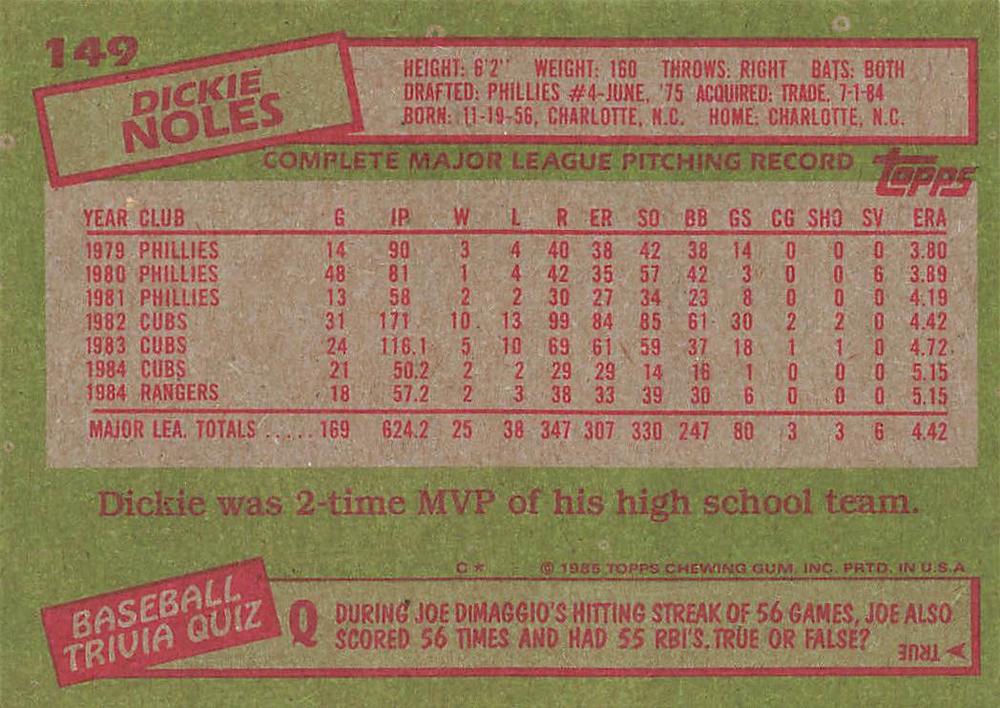 149
DICKIE
NOLES
HEIGHT: 6'2" WEIGHT: 160 THROWS: RIGHT BATS: BOTH
DRAFTED: PHILLIES #4-JUNE, '75 ACQUIRED: TRADE, 7-1-84
BORN: 11-19-56, CHARLOTTE, N.C. HOME: CHARLOTTE, N.C.
COMPLETE MAJOR LEAGUE PITCHING RECORD topps
YEAR CLUB G IP W L R ER SO BB GS CG SHO SV ERA
1979 PHILLIES 14 90 3 4 40 38 42 38 14 0 0 0 3.80
1980 PHILLIES 48 81 1 4 42 35 57 42 3 0 0 6 3.89
1981 PHILLIES 13 58 2 2 30 27 34 23 8 0 0 0 4.19
1982 CUBS 31 171 10 13 99 84 85 61 30 2 2 0 4.42
1983 CUBS 24 116.1 5 10 69 61 59 37 18 1 1 0 4.72
1984 CUBS 21 50.2 2 2 29 29 14 16 1 0 0 0 5.15
1984 RANGERS 18 57.2 2 3 38 33 39 30 6 0 0 0 5.15
MAJOR LEA. TOTALS ..... 169 624.2 25 38 347 307 330 247 80 3 3 6 4.42
Dickie was 2-time MVP of his high school team.
C * © 1985 TOPPS CHEWING GUM, INC. PRTD. IN U.S.A
BASEBALL
TRIVIA QUIZ
Q DURING JOE DIMAGGIO'S HITTING STREAK OF 56 GAMES, JOE ALSO
SCORED 56 TIMES AND HAD 55 RBI'S. TRUE OR FALSE?
TRUE